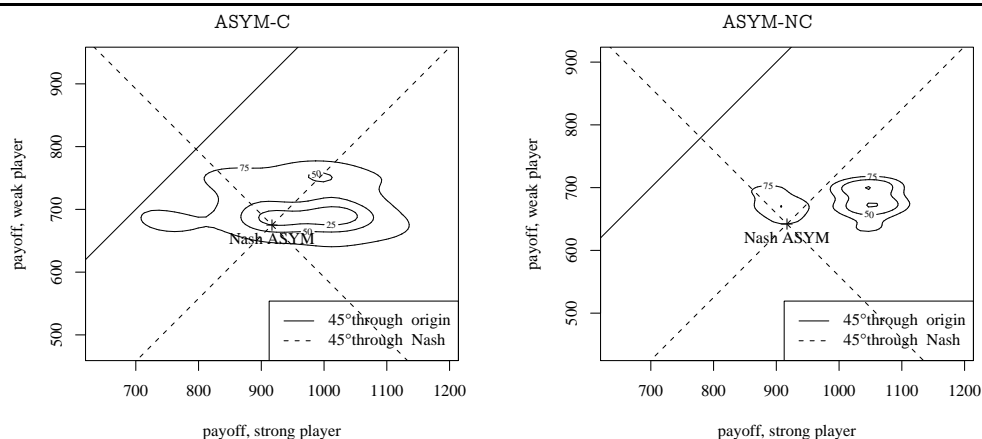 ASYM-C
ASYM-NC
payoff, weak player
900
800
700
600
500
75
50
50
25
Nash ASYM
45°through origin
45°through Nash
700 800 900 1000 1100 1200
payoff, strong player
payoff, weak player
900
800
700
600
500
75
75
50
Nash ASYM
45°through origin
45°through Nash
700 800 900 1000 1100 1200
payoff, strong player